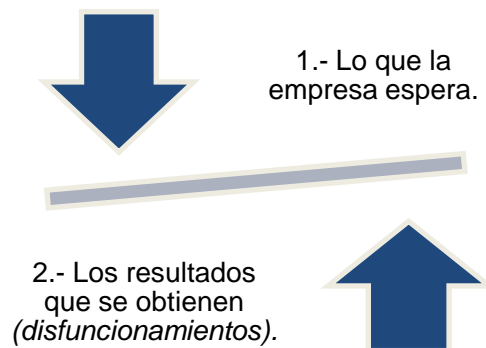 1.- Lo que la
empresa espera.
2.- Los resultados
que se obtienen
(disfuncionamientos).